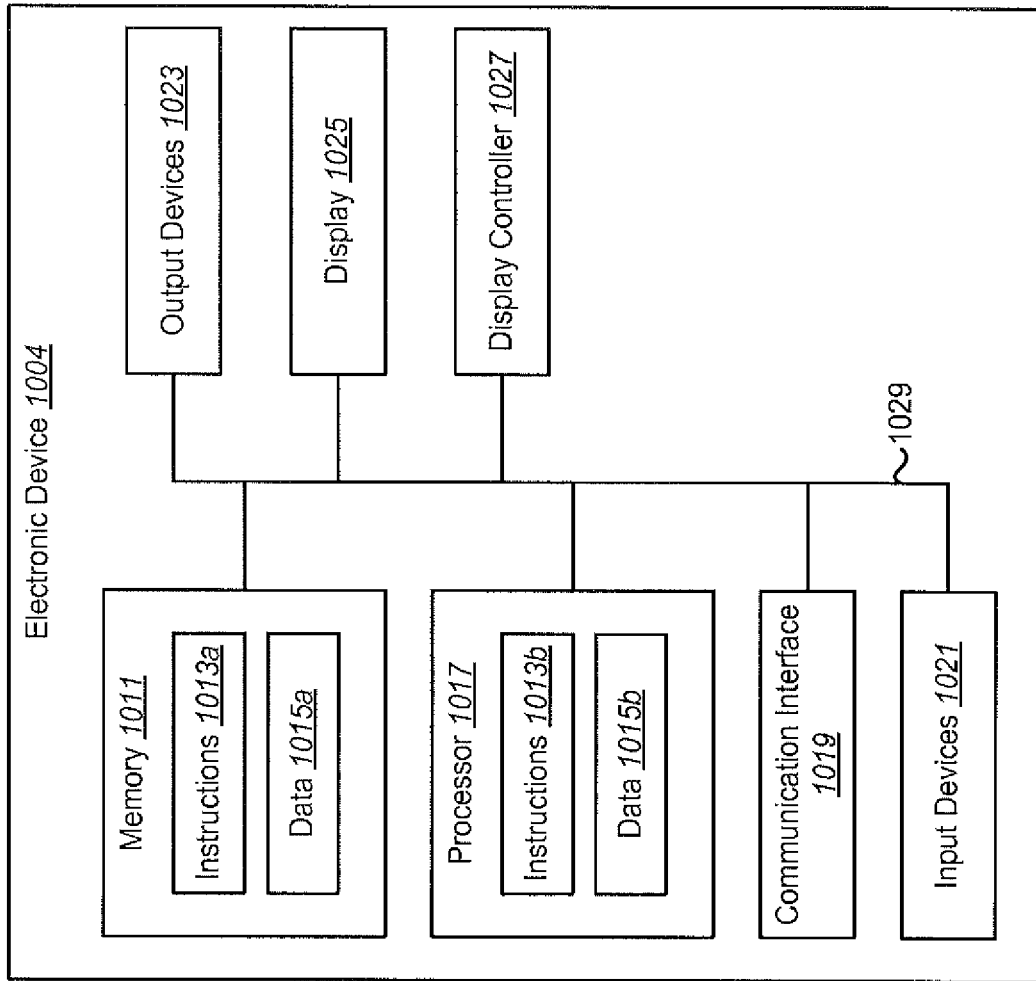 Electronic Device 1004
Memory 1011
Instructions 1013a
Data 1015a
Processor 1017
Instructions 1013b
Data 1015b
Communication Interface
1019
Input Devices 1021
Output Devices 1023
Display 1025
Display Controller 1027
1029